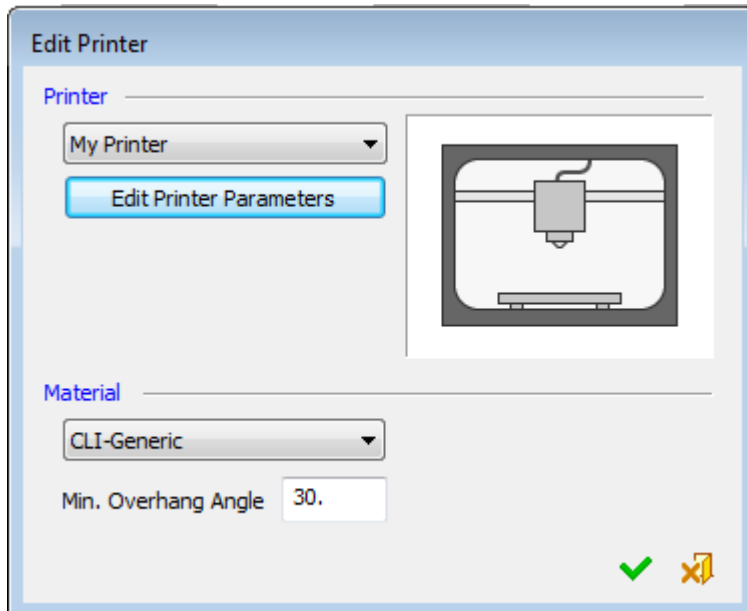 Edit Printer
Printer
My Printer
Edit Printer Parameters
Material
CLI-Generic
Min. Overhang Angle 30.